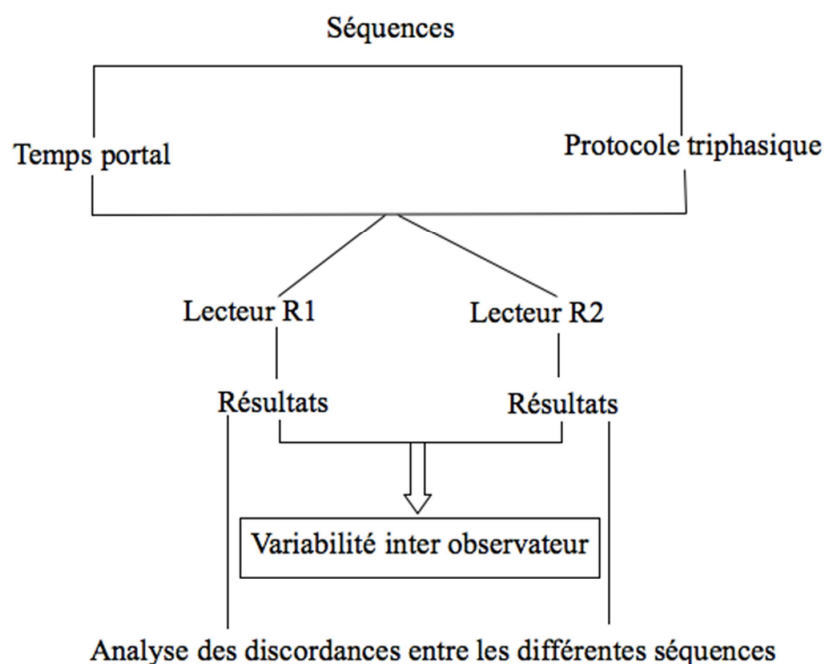 Séquences
Temps portal
Protocole triphasique
Lecteur R1
Lecteur R2
Résultats
Résultats
Variabilité inter observateur
Analyse des discordances entre les différentes séquences